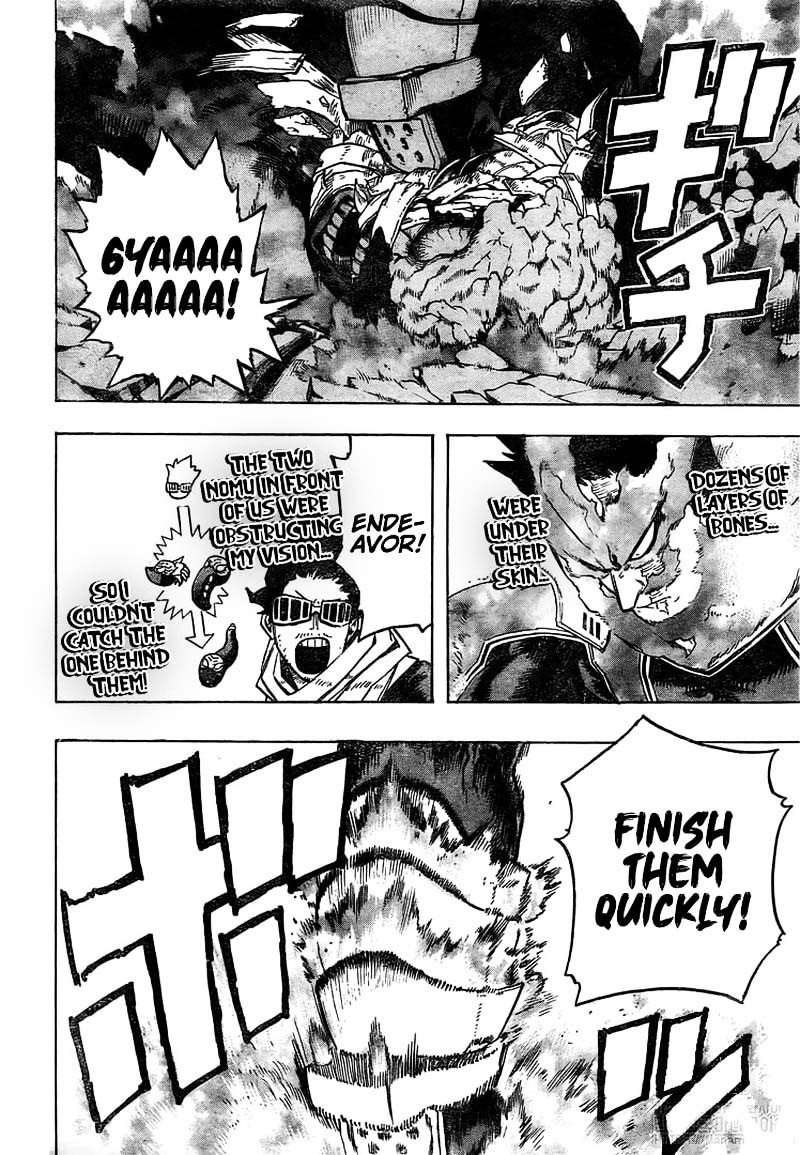 ギチ
GYAAAA
AAAAA!
DOZENS OF
LAYERS OF
BONES...
WERE
UNDER
THEIR
SKIN...
ENDE-
AVOR!
THE TWO
NOMU IN FRONT
OF US WERE
OBSTRUCTING
MY VISION...
SO I
COULDN'T
CATCH THE
ONE BEHIND
THEM!
FINISH
THEM
QUICKLY!
ボッ